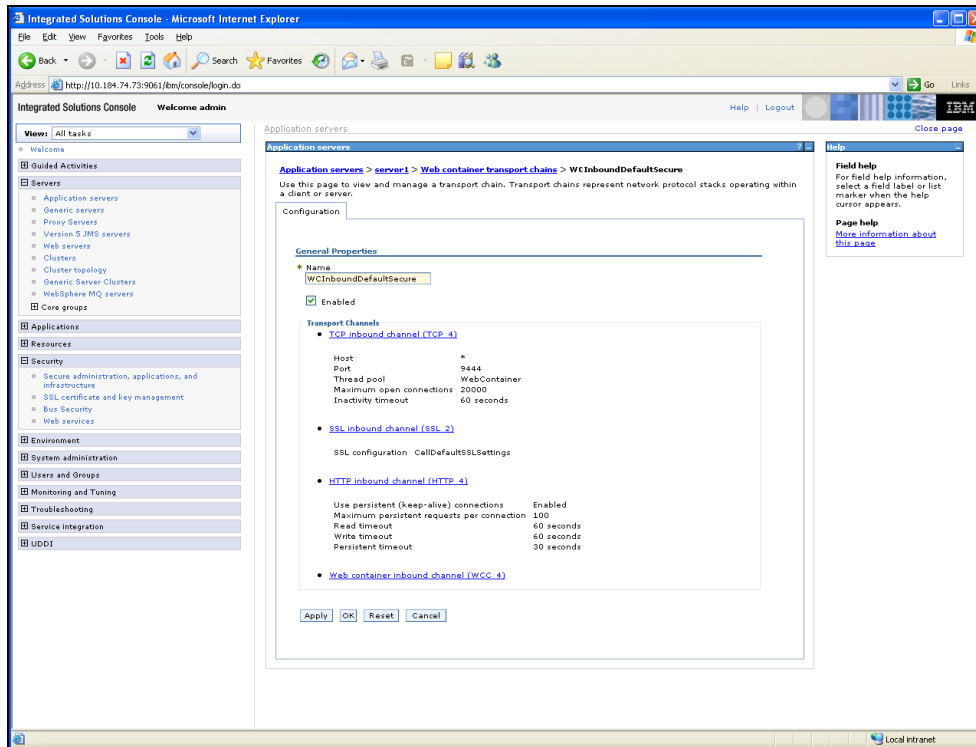 Integrated Solutions Console - Microsoft Internet Explorer
File Edit View Favorites Tools Help
Back Search Favorites
Address http://10.184.74.73:9061/ibm/console/login.do Go Links
Integrated Solutions Console Welcome admin Help | Logout IBM
View: All tasks
Welcome
Guided Activities
Servers
Application servers
Generic servers
Proxy Servers
Version 5 JMS servers
Web servers
Clusters
Cluster topology
Generic Server Clusters
WebSphere MQ servers
Core groups
Applications
Resources
Security
Secure administration, applications, and
infrastructure
SSL certificate and key management
Bus Security
Web services
Environment
System administration
Users and Groups
Monitoring and Tuning
Troubleshooting
Service integration
UDDI
Application servers Close page
Application servers ? -
Application servers > server1 > Web container transport chains > WCInboundDefaultSecure
Use this page to view and manage a transport chain. Transport chains represent network protocol stacks operating within
a client or server.
Configuration
General Properties
* Name
WCInboundDefaultSecure
Enabled
Transport Channels
TCP inbound channel (TCP 4)
Host *
Port 9444
Thread pool WebContainer
Maximum open connections 20000
Inactivity timeout 60 seconds
SSL inbound channel (SSL 2)
SSL configuration CellDefaultSSLSettings
HTTP inbound channel (HTTP 4)
Use persistent (keep-alive) connections Enabled
Maximum persistent requests per connection 100
Read timeout 60 seconds
Write timeout 60 seconds
Persistent timeout 30 seconds
Web container inbound channel (WCC 4)
Apply OK Reset Cancel
Help
Field help
For field help information,
select a field label or list
marker when the help
cursor appears.
Page help
More information about
this page
Local intranet